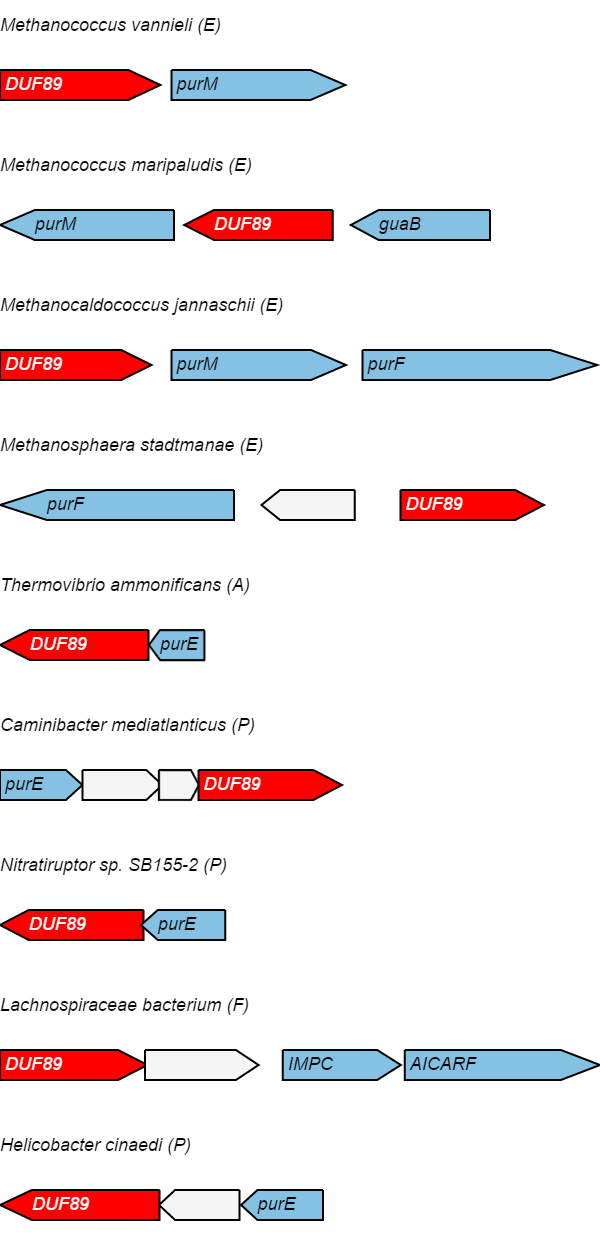 Methanococcus vannieli (E)
DUF89 purM
Methanococcus maripaludis (E)
purM DUF89 guaB
Methanocaldococcus jannaschii (E)
DUF89 purM purF
Methanosphaera stadtmanae (E)
purF DUF89
Thermovibrio ammonificans (A)
DUF89 purE
Caminibacter mediatlanticus (P)
purE DUF89
Nitratiruptor sp. SB155-2 (P)
DUF89 purE
Lachnospiraceae bacterium (F)
DUF89 IMPC AICARF
Helicobacter cinaedi (P)
DUF89 purE